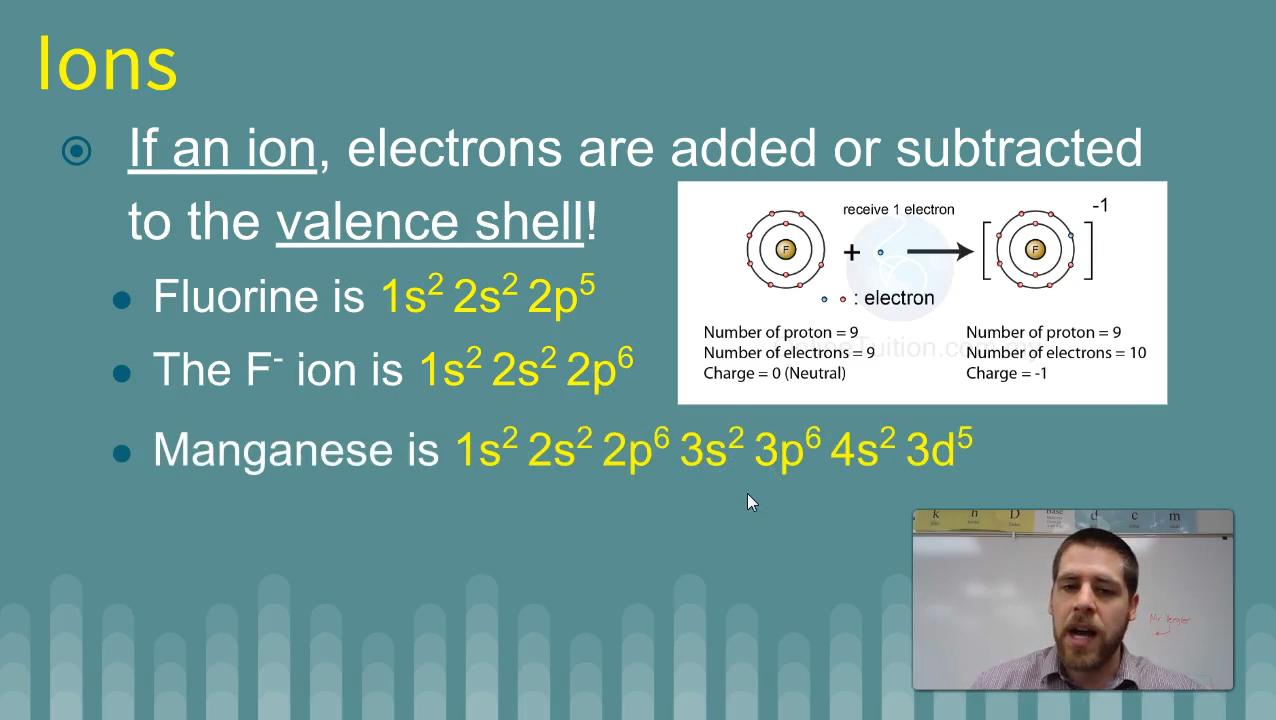 Ions
If an ion, electrons are added or subtracted
to the valence shell!
Fluorine is 1s² 2s² 2p⁵
The F⁻ ion is 1s² 2s² 2p⁶
Manganese is 1s² 2s² 2p⁶ 3s² 3p⁶ 4s² 3d⁵
receive 1 electron
-1
F
+
F
: electron
Number of proton = 9
Number of electrons = 9
Charge = 0 (Neutral)
Number of proton = 9
Number of electrons = 10
Charge = -1
OnlineTuition.com.my
k h D base d c m